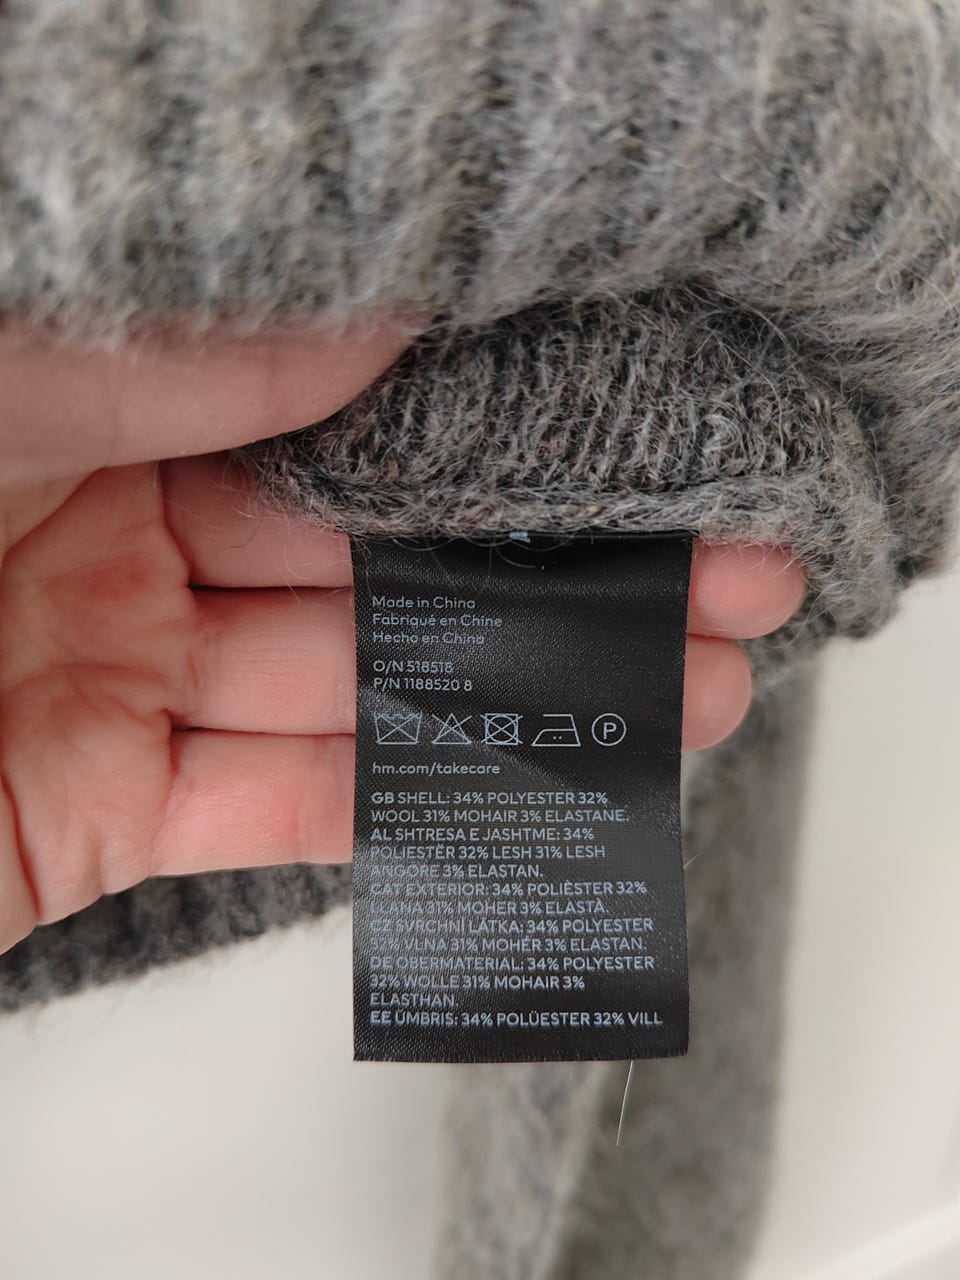 Made in China
Fabriqué en Chine
Hecho en China
O/N 518518
P/N 1188520 8
P
hm.com/takecare
GB SHELL: 34% POLYESTER 32%
WOOL 31% MOHAIR 3% ELASTANE.
AL SHTRESA E JASHTME: 34%
POLIESTËR 32% LESH 31% LESH
ANGORE 3% ELASTAN.
CAT EXTERIOR: 34% POLIÈSTER 32%
LLANA 31% MOHER 3% ELASTÀ.
CZ SVRCHNÍ LÁTKA: 34% POLYESTER
32% VLNA 31% MOHÉR 3% ELASTAN.
DE OBERMATERIAL: 34% POLYESTER
32% WOLLE 31% MOHAIR 3%
ELASTHAN.
EE ÜMBRIS: 34% POLÜESTER 32% VILL